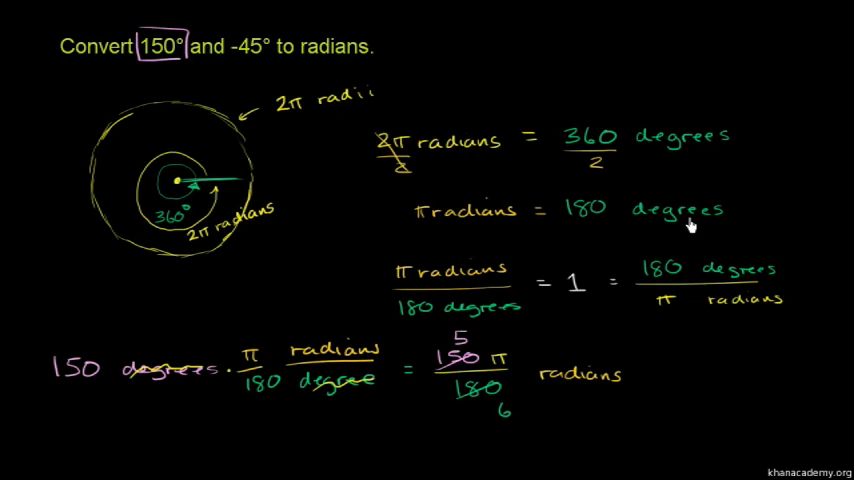 Convert 150° and -45° to radians.
2π radii
2π radians = 360 degrees
2 2
π radians = 180 degrees
360°
2π radians
π radians / 180 degrees = 1 = 180 degrees / π radians
5
150 degrees · π/180 radians/degree = 150 π/180 radians
6
khanacademy.org